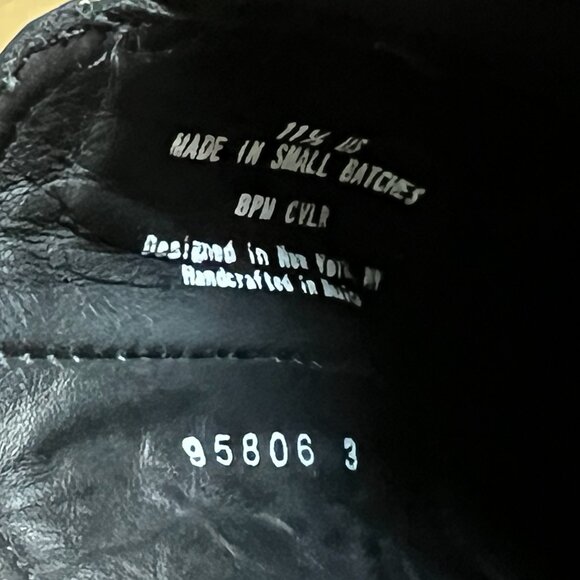 11½ US
MADE IN SMALL BATCHES
BPM CVLR
Designed in New York, NY
Handcrafted in
95806 3